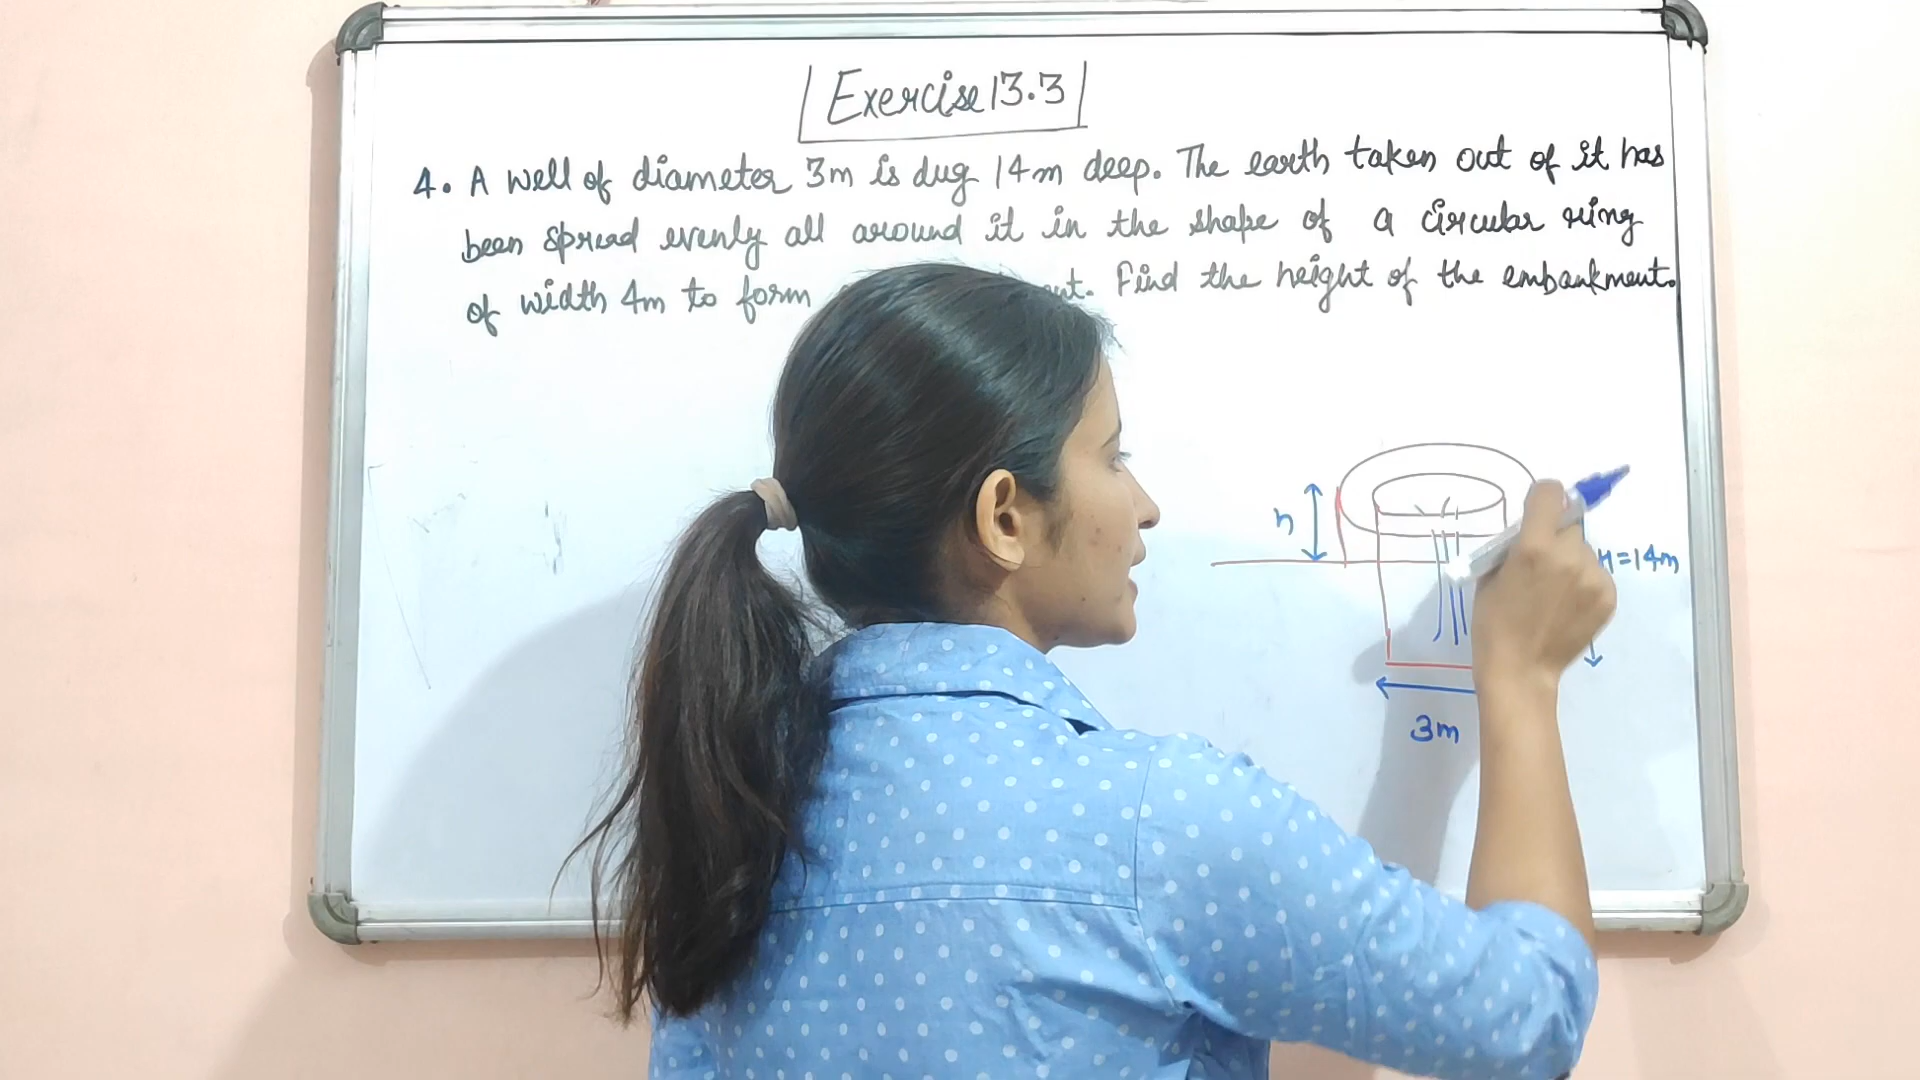 Exercise 13.3
4. A well of diameter 3m is dug 14m deep. The earth taken out of it has
been spread evenly all around it in the shape of a circular ring
of width 4m to form
Find the height of the embankment.
h
H=14m
3m